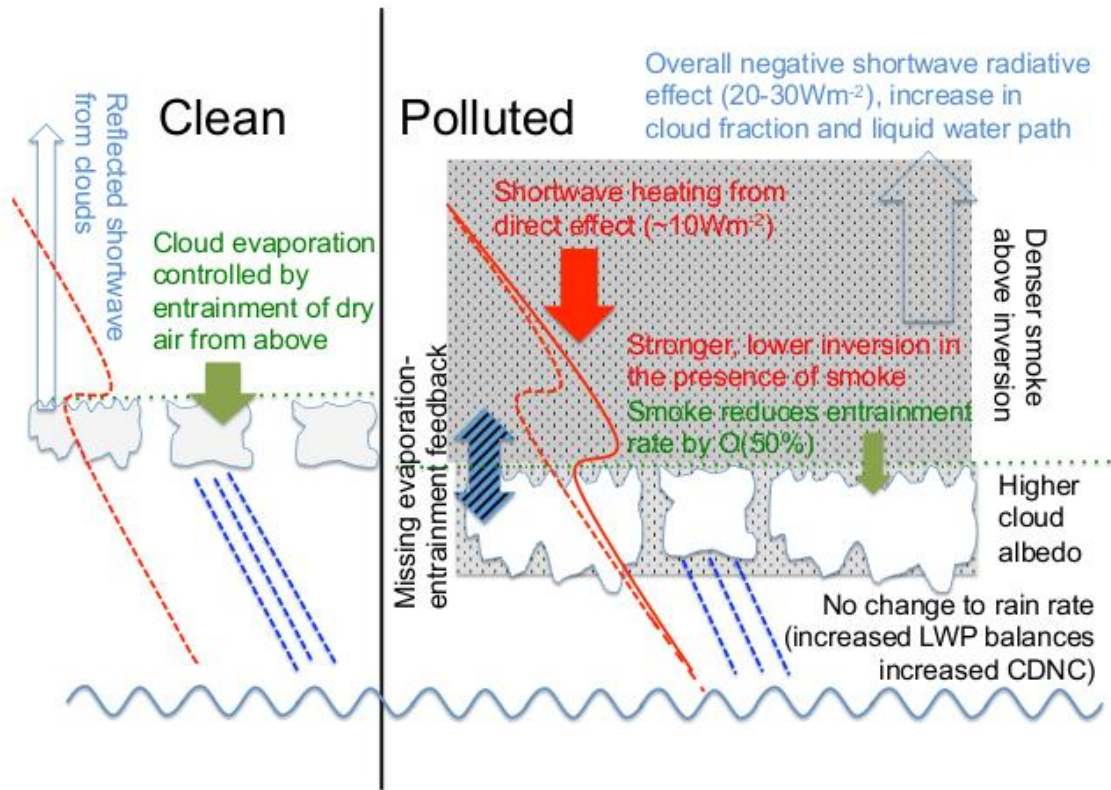 Clean
Reflected shortwave
from clouds
Cloud evaporation
controlled by
entrainment of dry
air from above
Polluted
Overall negative shortwave radiative
effect (20-30Wm⁻²), increase in
cloud fraction and liquid water path
Shortwave heating from
direct effect (~10Wm⁻²)
Denser smoke
above inversion
Stronger, lower inversion in
the presence of smoke
Smoke reduces entrainment
rate by O(50%)
Missing evaporation-
entrainment feedback
Higher
cloud
albedo
No change to rain rate
(increased LWP balances
increased CDNC)